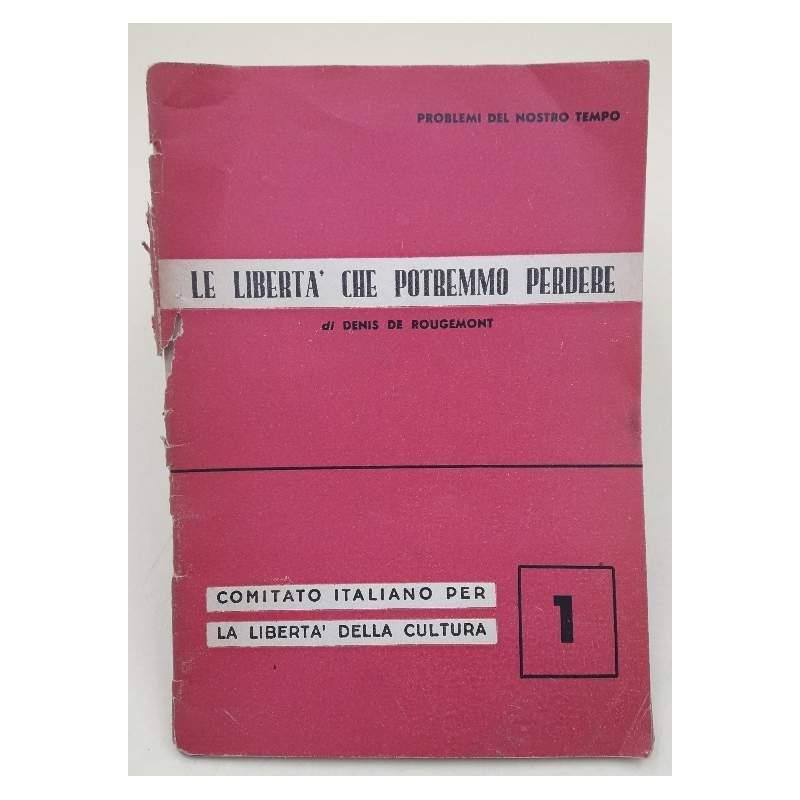 PROBLEMI DEL NOSTRO TEMPO
LE LIBERTA' CHE POTREMMO PERDERE
di DENIS DE ROUGEMONT
COMITATO ITALIANO PER
LA LIBERTA' DELLA CULTURA
1